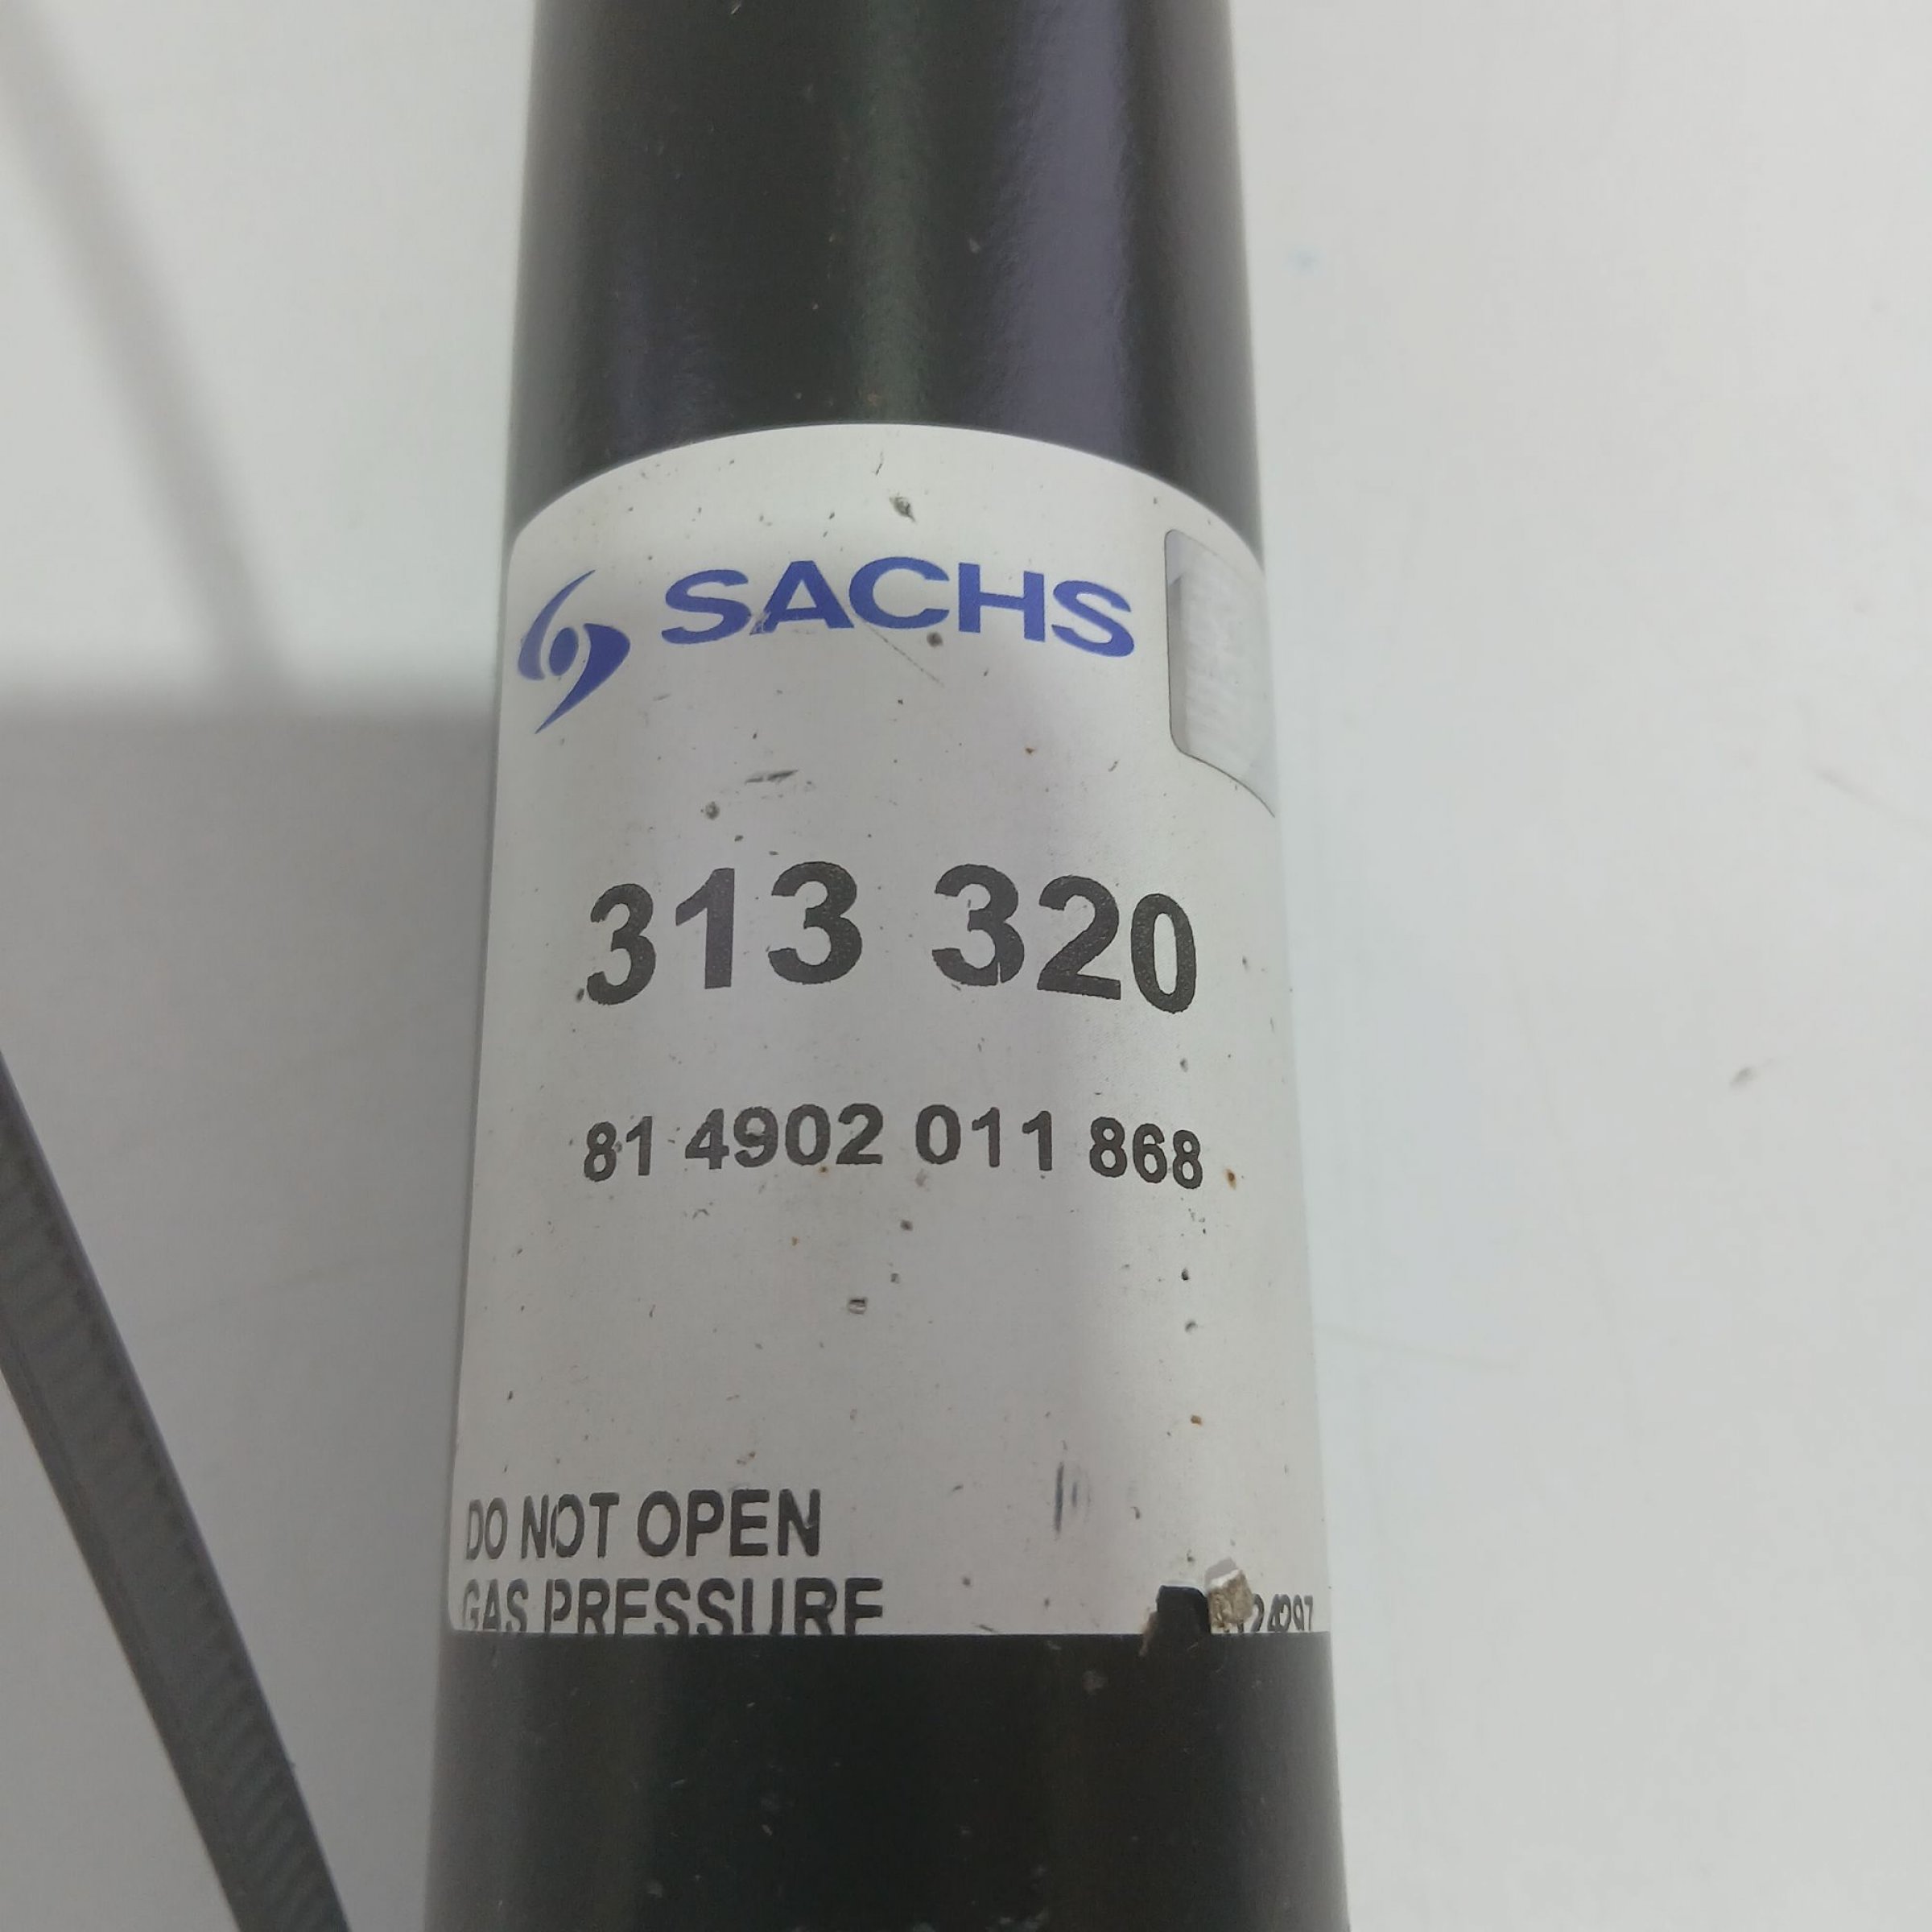 SACHS
313 320
81 4902 011 868
DO NOT OPEN
GAS PRESSURE